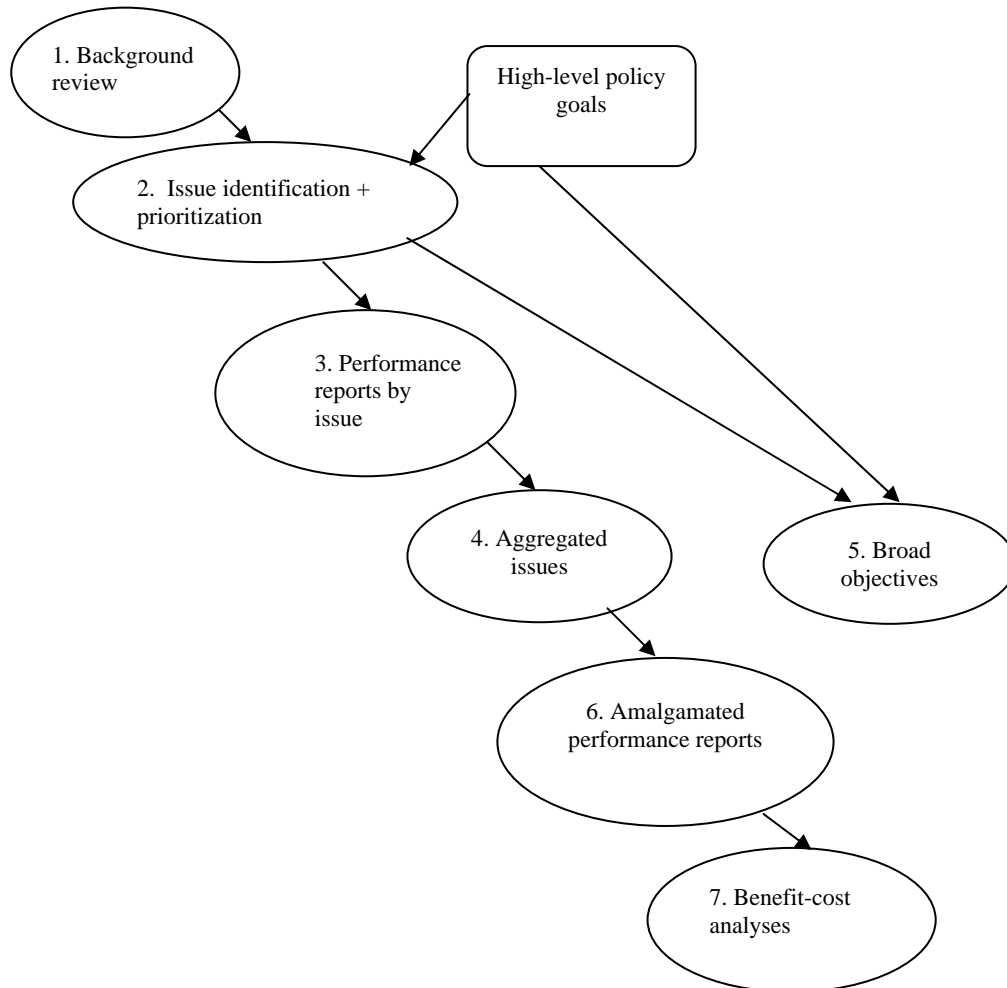 1. Background
review
High-level policy
goals
2. Issue identification +
prioritization
3. Performance
reports by
issue
4. Aggregated
issues
5. Broad
objectives
6. Amalgamated
performance reports
7. Benefit-cost
analyses